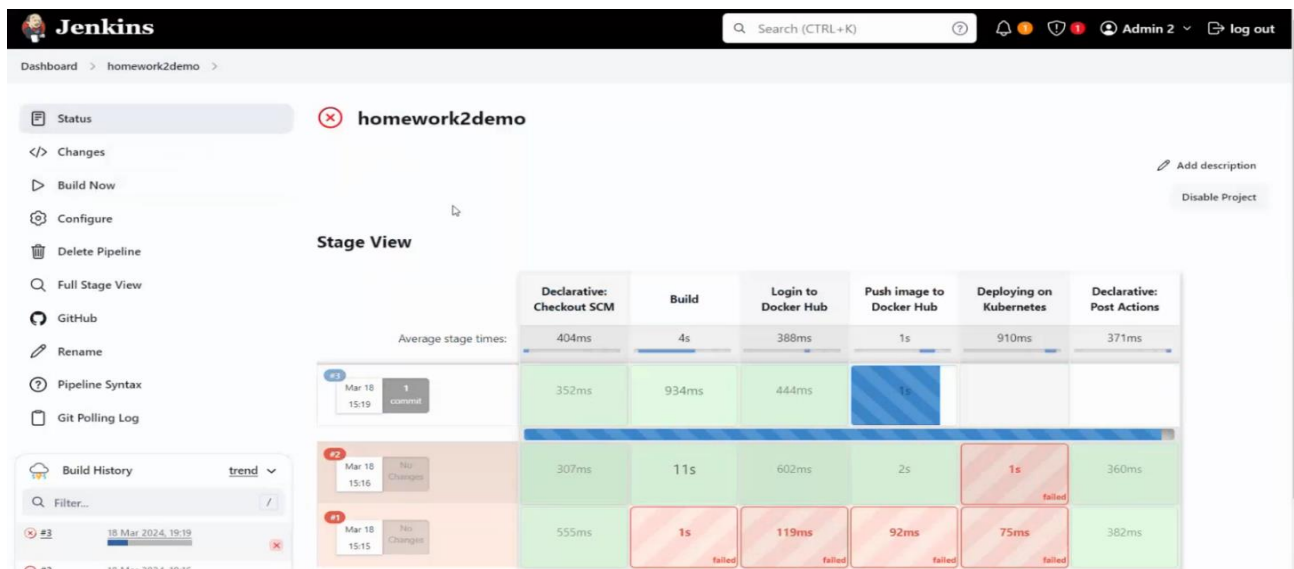 Jenkins
Search (CTRL+K)
?
1
1
Admin 2
log out
Dashboard > homework2demo >
Status
Changes
Build Now
Configure
Delete Pipeline
Full Stage View
GitHub
Rename
Pipeline Syntax
Git Polling Log
Build History
trend
Filter...
/
#3
18 Mar 2024, 19:19
homework2demo
Add description
Disable Project
Stage View
Declarative:
Checkout SCM
Build
Login to
Docker Hub
Push image to
Docker Hub
Deploying on
Kubernetes
Declarative:
Post Actions
Average stage times:
404ms
4s
388ms
1s
910ms
371ms
#3
Mar 18
15:19
1
commit
352ms
934ms
444ms
1s
#2
Mar 18
15:16
No
Changes
307ms
11s
602ms
2s
1s
failed
360ms
#1
Mar 18
15:15
No
Changes
555ms
1s
failed
119ms
failed
92ms
failed
75ms
failed
382ms